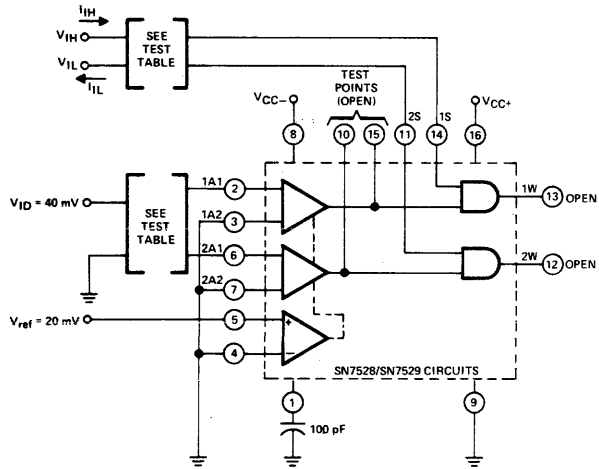 IIH
VIH
VIL
IIL
SEE
TEST
TABLE
TEST
POINTS
(OPEN)
VCC−
2S
1S
VCC+
8
10
15
11
14
16
VID = 40 mV
SEE
TEST
TABLE
1A1
2
1A2
3
2A1
6
2A2
7
1W
13
OPEN
2W
12
OPEN
Vref = 20 mV
5
+
4
−
SN7528/SN7529 CIRCUITS
1
9
100 pF